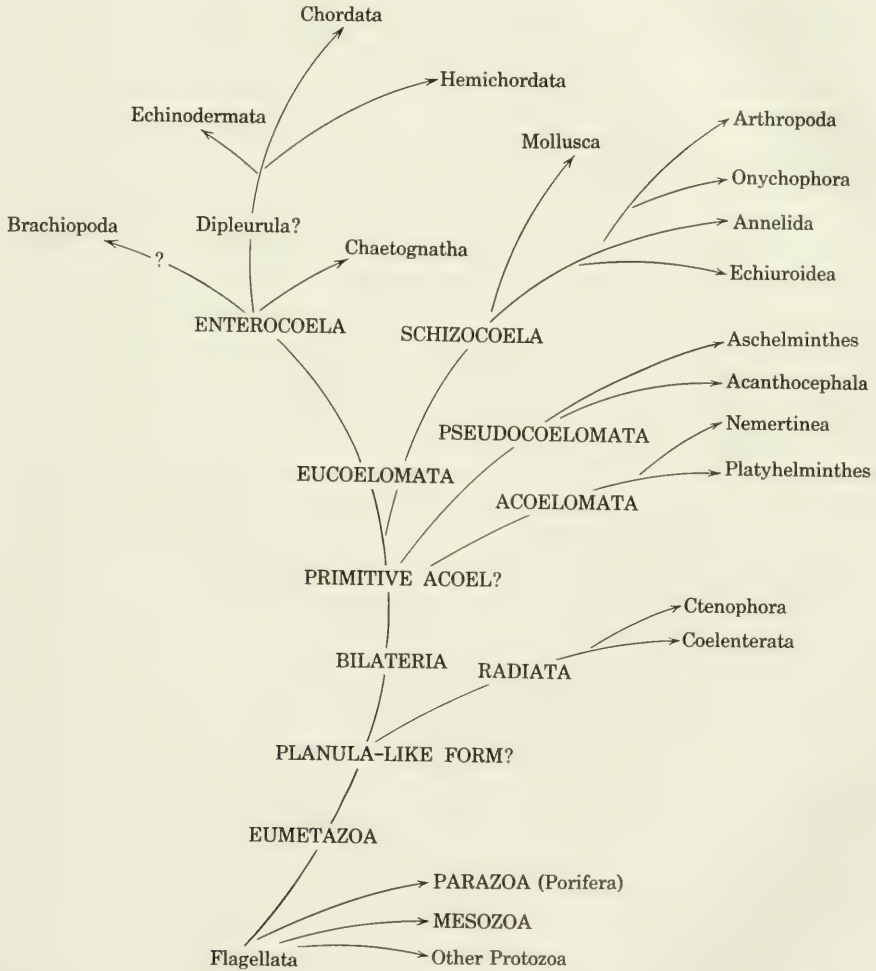 Chordata
Hemichordata
Echinodermata
Arthropoda
Mollusca
Onychophora
Brachiopoda
Dipleurula?
Annelida
Chaetognatha
?
Echiuroidea
ENTEROCOELA
SCHIZOCOELA
Aschelminthes
Acanthocephala
PSEUDOCOELOMATA
Nemertinea
EUCOELOMATA
Platyhelminthes
ACOELOMATA
PRIMITIVE ACOEL?
Ctenophora
Coelenterata
BILATERIA
RADIATA
PLANULA-LIKE FORM?
EUMETAZOA
PARAZOA (Porifera)
MESOZOA
Flagellata
Other Protozoa